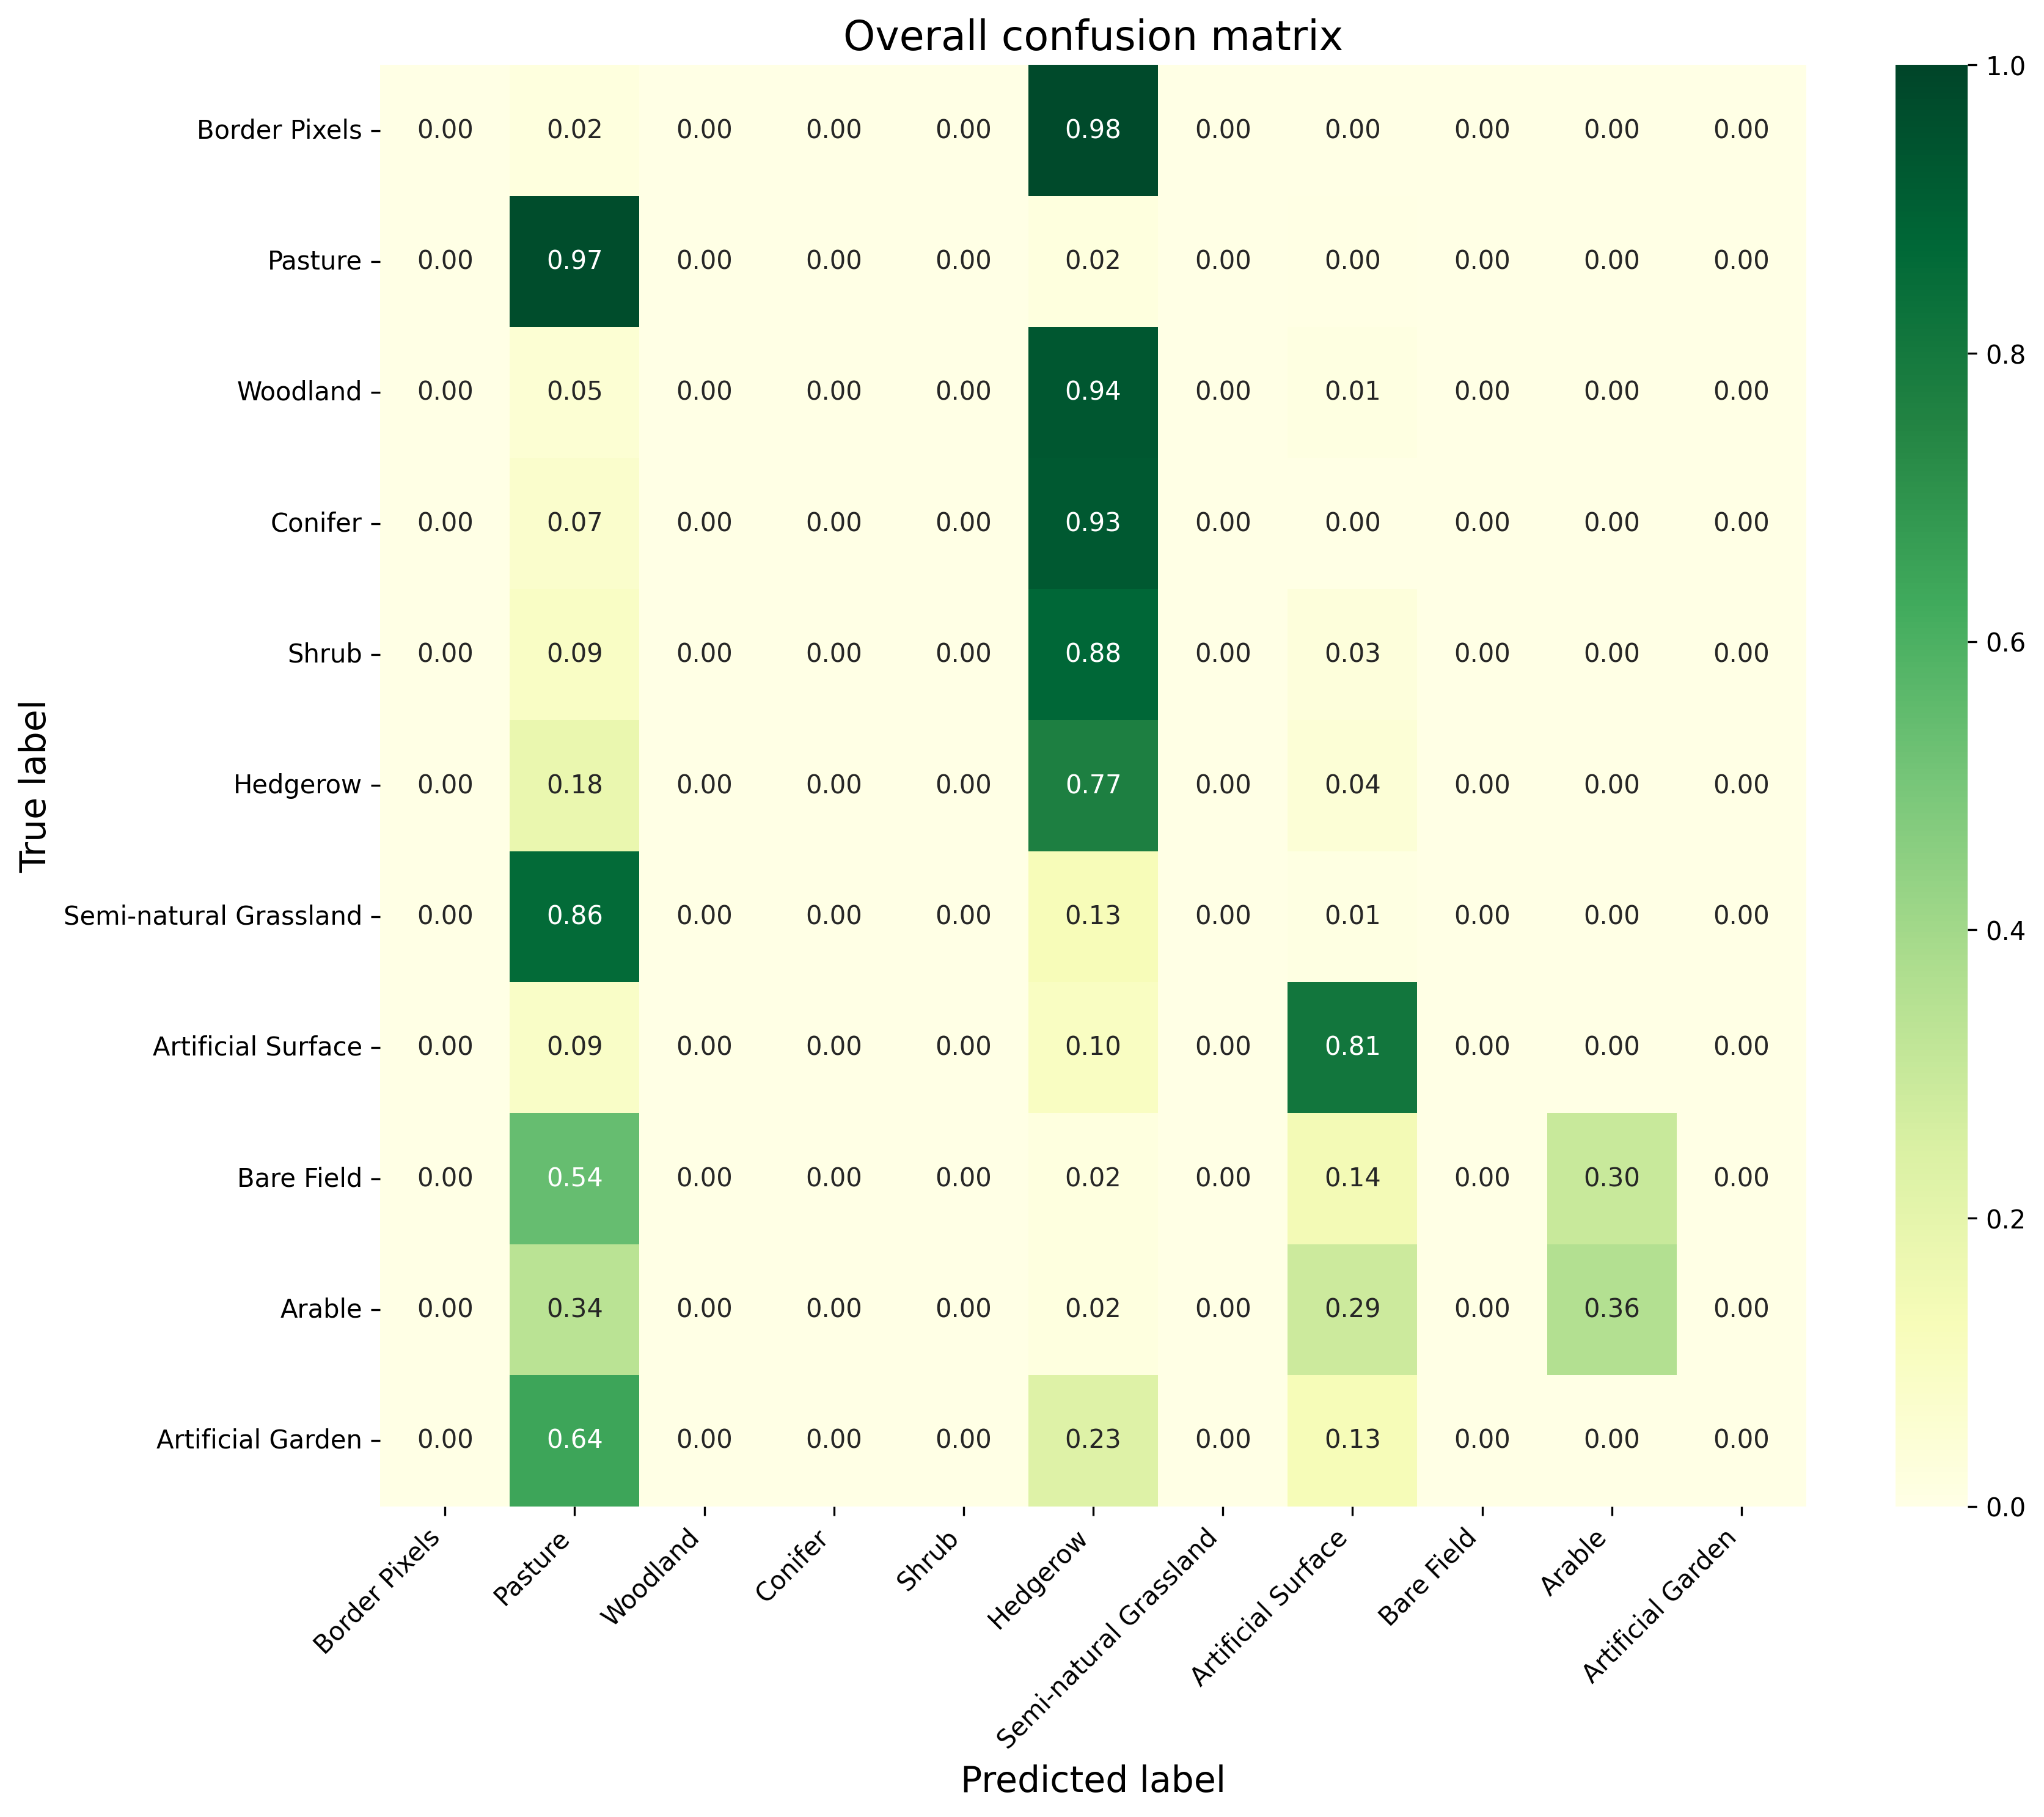 Overall confusion matrix
True label
Border Pixels 0.00 0.02 0.00 0.00 0.00 0.98 0.00 0.00 0.00 0.00 0.00
Pasture 0.00 0.97 0.00 0.00 0.00 0.02 0.00 0.00 0.00 0.00 0.00
Woodland 0.00 0.05 0.00 0.00 0.00 0.94 0.00 0.01 0.00 0.00 0.00
Conifer 0.00 0.07 0.00 0.00 0.00 0.93 0.00 0.00 0.00 0.00 0.00
Shrub 0.00 0.09 0.00 0.00 0.00 0.88 0.00 0.03 0.00 0.00 0.00
Hedgerow 0.00 0.18 0.00 0.00 0.00 0.77 0.00 0.04 0.00 0.00 0.00
Semi-natural Grassland 0.00 0.86 0.00 0.00 0.00 0.13 0.00 0.01 0.00 0.00 0.00
Artificial Surface 0.00 0.09 0.00 0.00 0.00 0.10 0.00 0.81 0.00 0.00 0.00
Bare Field 0.00 0.54 0.00 0.00 0.00 0.02 0.00 0.14 0.00 0.30 0.00
Arable 0.00 0.34 0.00 0.00 0.00 0.02 0.00 0.29 0.00 0.36 0.00
Artificial Garden 0.00 0.64 0.00 0.00 0.00 0.23 0.00 0.13 0.00 0.00 0.00
Border Pixels
Pasture
Woodland
Conifer
Shrub
Hedgerow
Semi-natural Grassland
Artificial Surface
Bare Field
Arable
Artificial Garden
Predicted label
1.0
0.8
0.6
0.4
0.2
0.0